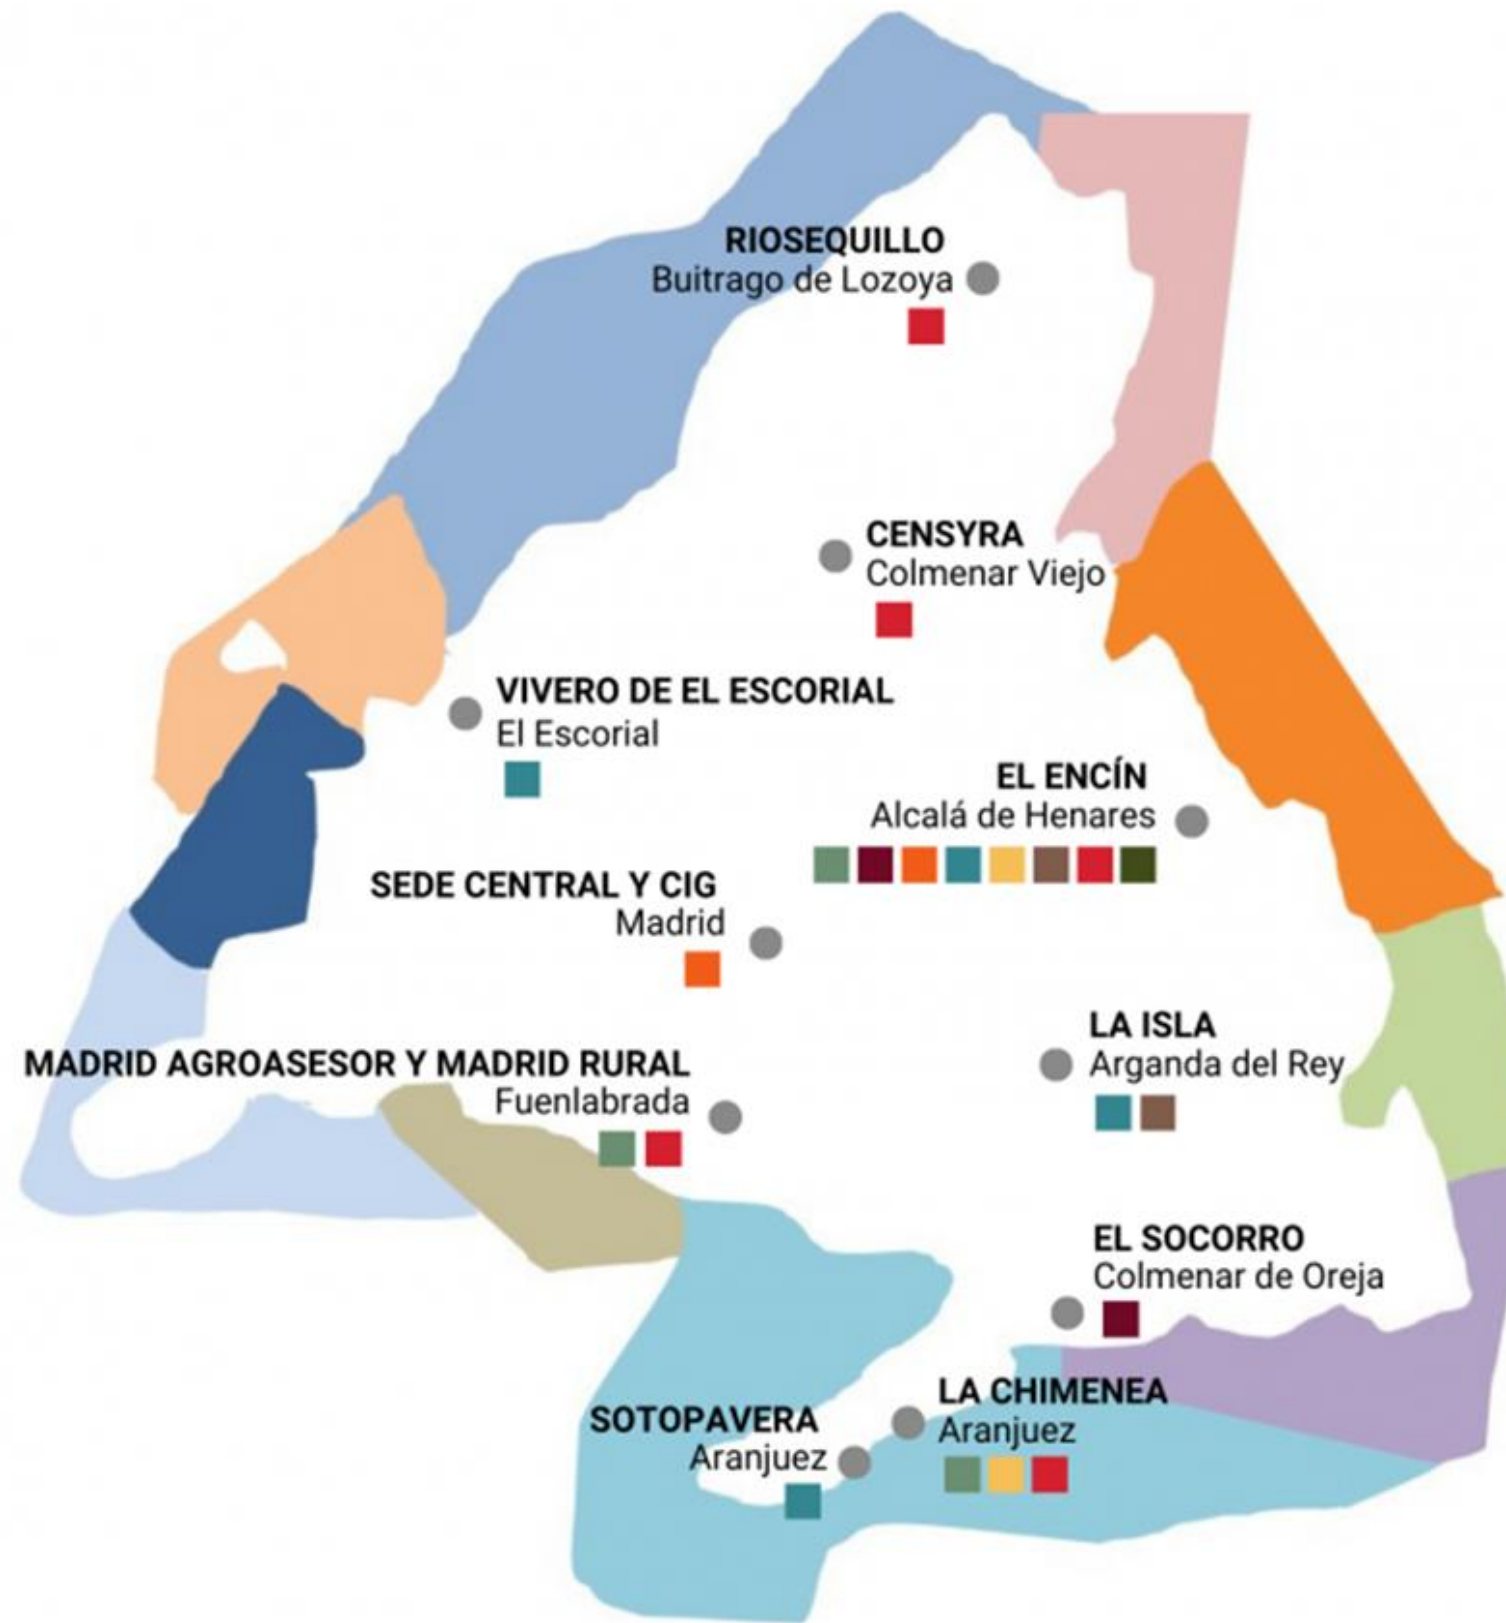 RIOSEQUILLO
Buitrago de Lozoya
CENSYRA
Colmenar Viejo
VIVERO DE EL ESCORIAL
El Escorial
EL ENCÍN
Alcalá de Henares
SEDE CENTRAL Y CIG
Madrid
LA ISLA
Arganda del Rey
MADRID AGROASESOR Y MADRID RURAL
Fuenlabrada
EL SOCORRO
Colmenar de Oreja
LA CHIMENEA
Aranjuez
SOTOPAVERA
Aranjuez